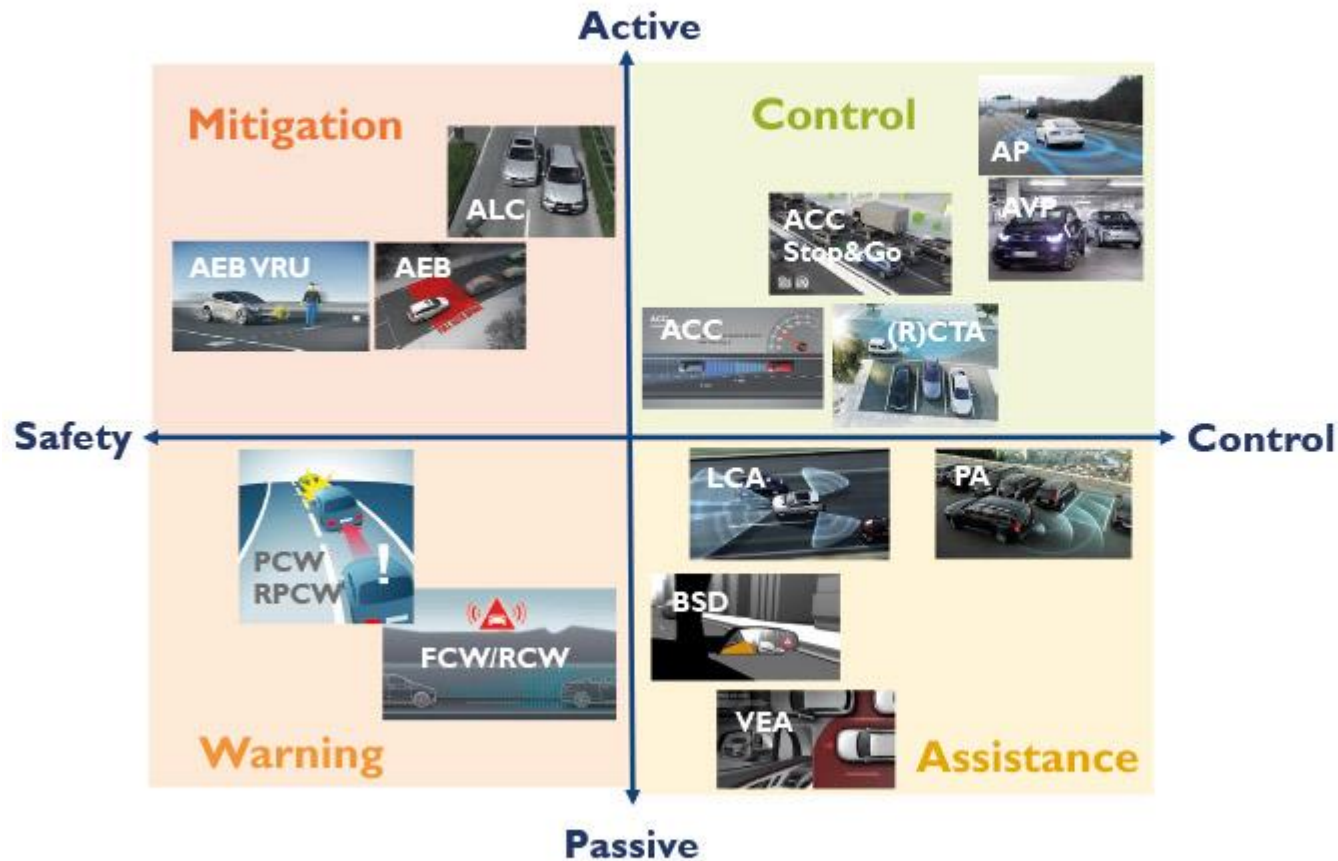 Active
Mitigation
Control
AP
ALC
ACC
Stop&Go
AVP
AEB VRU
AEB
ACC
(R)CTA
Safety
Control
PCW
RPCW
!
LCA
PA
FCW/RCW
BSD
VEA
Warning
Assistance
Passive